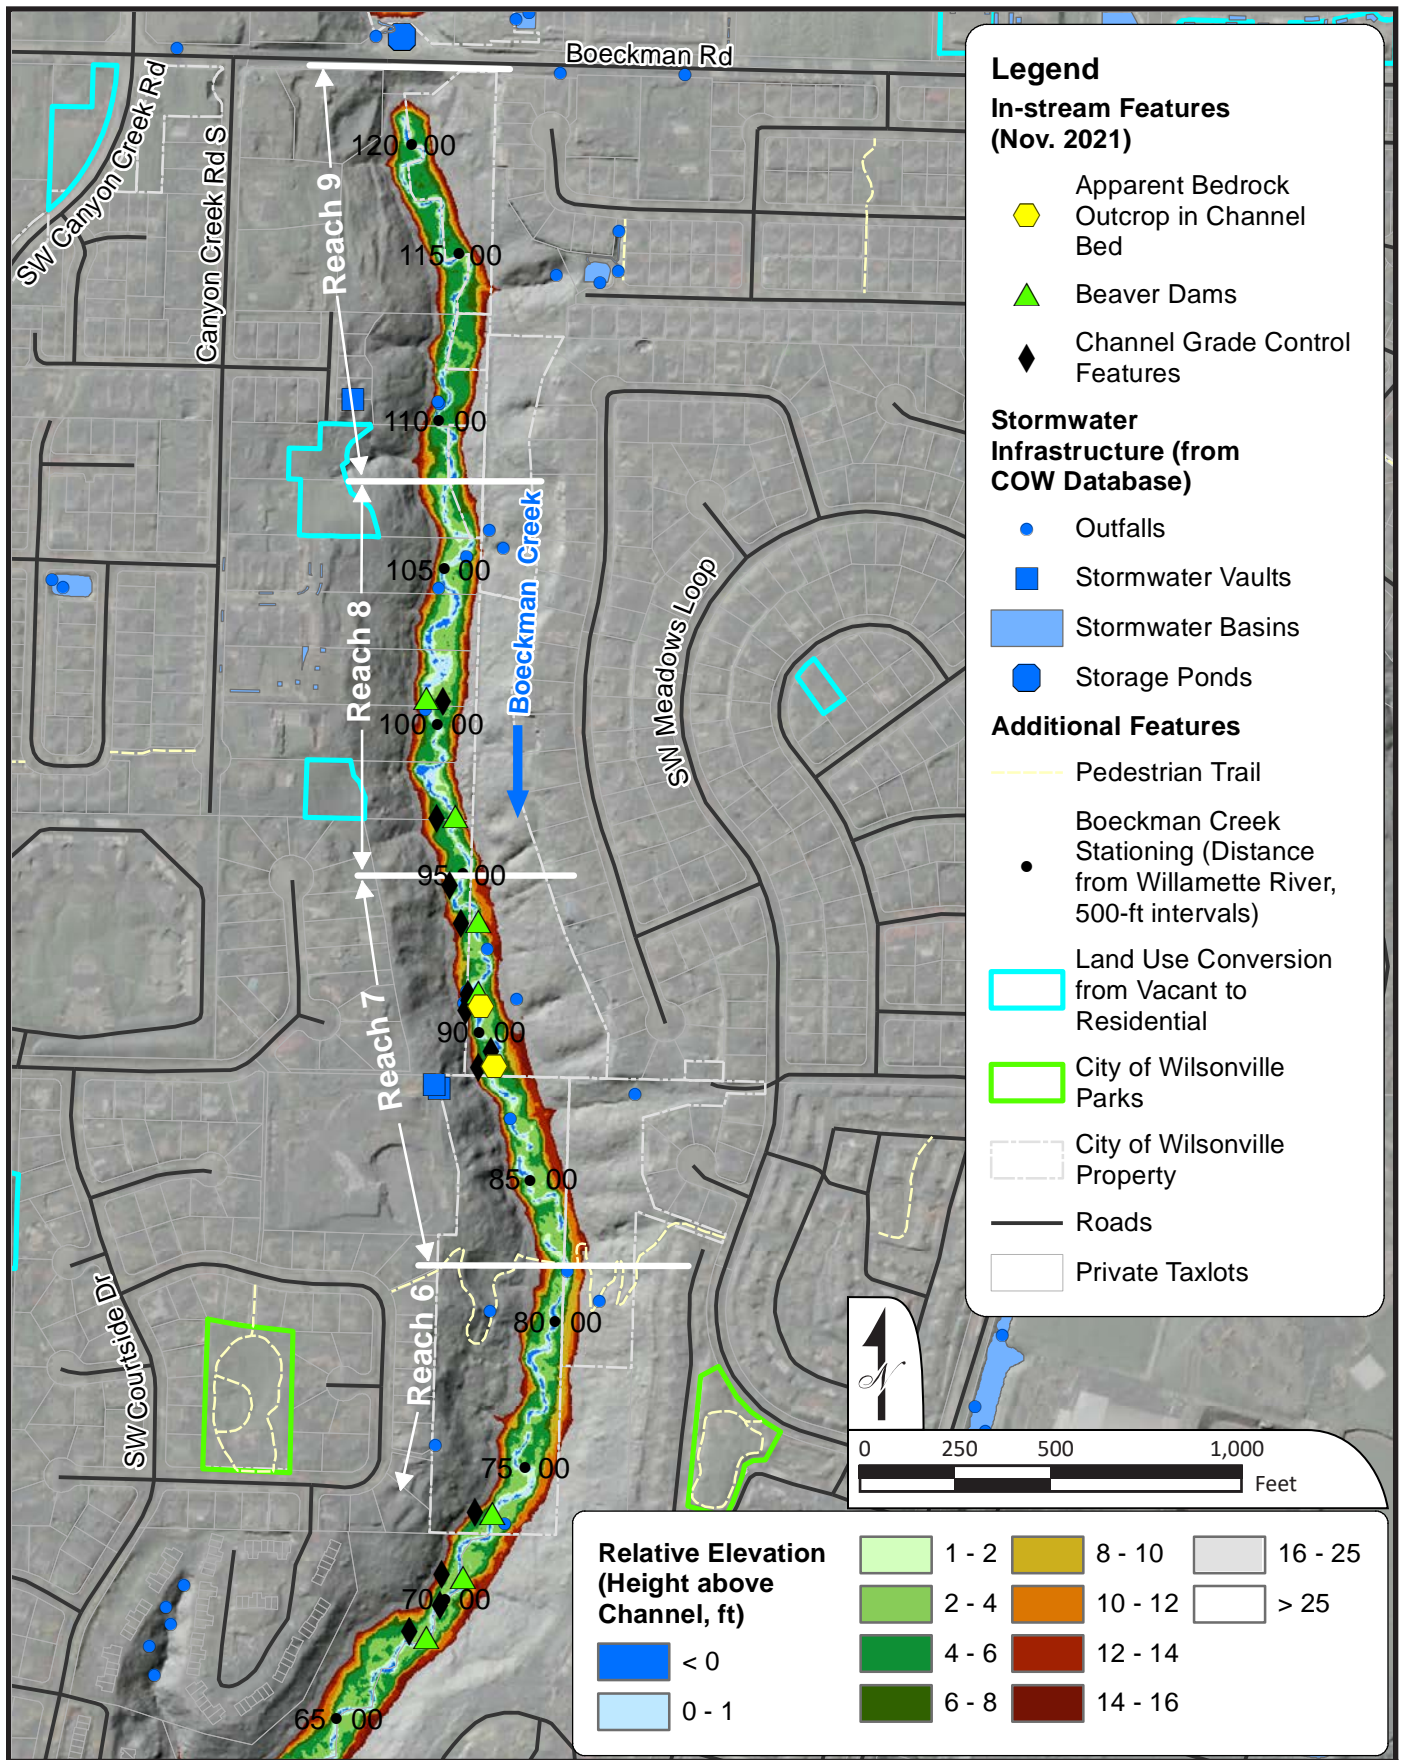 Boeckman Rd
SW Canyon Creek Rd
Canyon Creek Rd S
Reach 9
120 00
115 00
110 00
105 00
Reach 8
Boeckman Creek
SW Meadows Loop
100 00
95 00
Reach 7
90 00
85 00
80 00
Reach 6
SW Courtside Dr
75 00
70 00
65 00
Legend
In-stream Features
(Nov. 2021)
Apparent Bedrock
Outcrop in Channel
Bed
Beaver Dams
Channel Grade Control
Features
Stormwater
Infrastructure (from
COW Database)
Outfalls
Stormwater Vaults
Stormwater Basins
Storage Ponds
Additional Features
Pedestrian Trail
Boeckman Creek
Stationing (Distance
from Willamette River,
500-ft intervals)
Land Use Conversion
from Vacant to
Residential
City of Wilsonville
Parks
City of Wilsonville
Property
Roads
Private Taxlots
N
0 250 500 1,000
Feet
Relative Elevation
(Height above
Channel, ft)
< 0
0 - 1
1 - 2
2 - 4
4 - 6
6 - 8
8 - 10
10 - 12
12 - 14
14 - 16
16 - 25
> 25